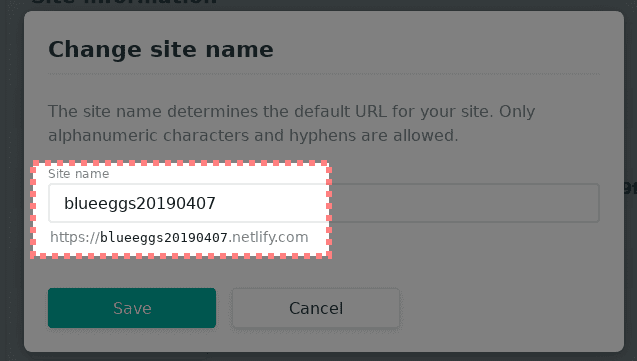 Site information
Change site name
The site name determines the default URL for your site. Only
alphanumeric characters and hyphens are allowed.
Site name
blueeggs20190407
https://blueeggs20190407.netlify.com
Save
Cancel